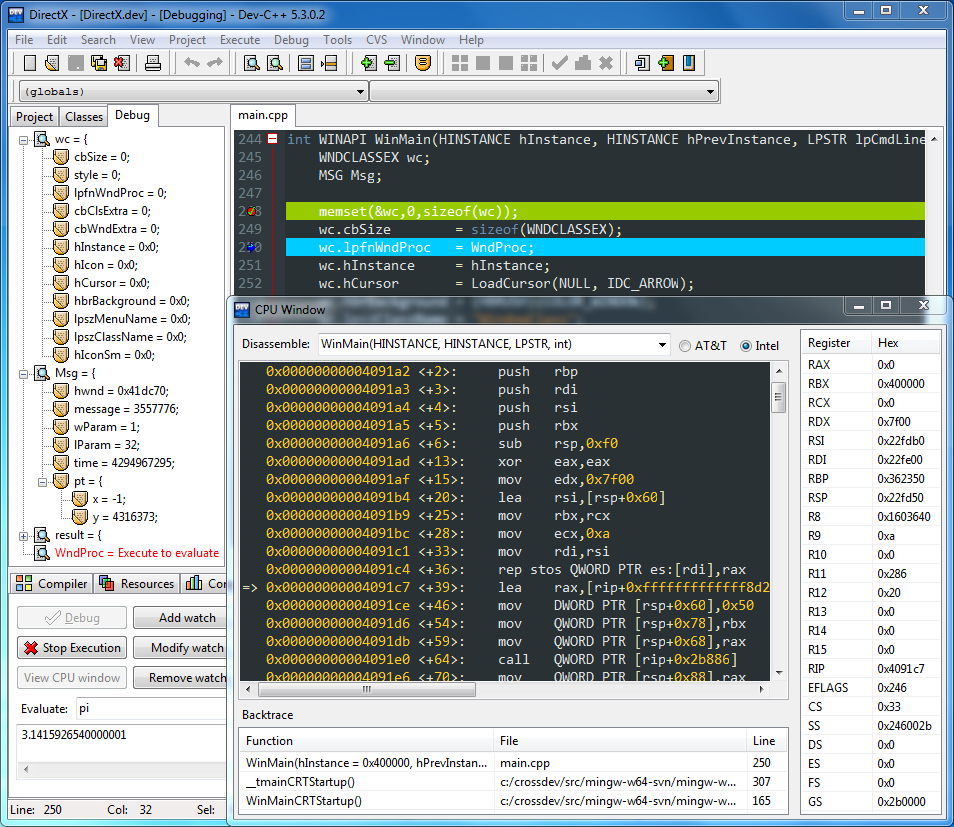 DirectX - [DirectX.dev] - [Debugging] - Dev-C++ 5.3.0.2
File Edit Search View Project Execute Debug Tools CVS Window Help
(globals)
Project Classes Debug
wc = {
cbSize = 0;
style = 0;
lpfnWndProc = 0;
cbClsExtra = 0;
cbWndExtra = 0;
hInstance = 0x0;
hIcon = 0x0;
hCursor = 0x0;
hbrBackground = 0x0;
lpszMenuName = 0x0;
lpszClassName = 0x0;
hIconSm = 0x0;
Msg = {
hwnd = 0x41dc70;
message = 3557776;
wParam = 1;
lParam = 32;
time = 4294967295;
pt = {
x = -1;
y = 4316373;
result = {
WndProc = Execute to evaluate
main.cpp
244 int WINAPI WinMain(HINSTANCE hInstance, HINSTANCE hPrevInstance, LPSTR lpCmdLine
245 WNDCLASSEX wc;
246 MSG Msg;
247
memset(&wc,0,sizeof(wc));
249 wc.cbSize = sizeof(WNDCLASSEX);
wc.lpfnWndProc = WndProc;
251 wc.hInstance = hInstance;
252 wc.hCursor = LoadCursor(NULL, IDC_ARROW);
Compiler Resources
Debug Add watch
Stop Execution Modify watch
View CPU window Remove watch
Evaluate: pi
3.1415926540000001
Line: 250 Col: 32 Sel:
CPU Window
Disassemble: WinMain(HINSTANCE, HINSTANCE, LPSTR, int) AT&T Intel
0x00000000004091a2 <+2>: push rbp
0x00000000004091a3 <+3>: push rdi
0x00000000004091a4 <+4>: push rsi
0x00000000004091a5 <+5>: push rbx
0x00000000004091a6 <+6>: sub rsp,0xf0
0x00000000004091ad <+13>: xor eax,eax
0x00000000004091af <+15>: mov edx,0x7f00
0x00000000004091b4 <+20>: lea rsi,[rsp+0x60]
0x00000000004091b9 <+25>: mov rbx,rcx
0x00000000004091bc <+28>: mov ecx,0xa
0x00000000004091c1 <+33>: mov rdi,rsi
0x00000000004091c4 <+36>: rep stos QWORD PTR es:[rdi],rax
=> 0x00000000004091c7 <+39>: lea rax,[rip+0xfffffffffffff8d2
0x00000000004091ce <+46>: mov DWORD PTR [rsp+0x60],0x50
0x00000000004091d6 <+54>: mov QWORD PTR [rsp+0x78],rbx
0x00000000004091db <+59>: mov QWORD PTR [rsp+0x68],rax
0x00000000004091e0 <+64>: call QWORD PTR [rip+0x2b886]
0x00000000004091e6 <+70>: mov QWORD PTR [rsp+0x88],rax
Register Hex
RAX 0x0
RBX 0x400000
RCX 0x0
RDX 0x7f00
RSI 0x22fdb0
RDI 0x22fe00
RBP 0x362350
RSP 0x22fd50
R8 0x1603640
R9 0xa
R10 0x0
R11 0x286
R12 0x20
R13 0x0
R14 0x0
R15 0x0
RIP 0x4091c7
EFLAGS 0x246
CS 0x33
SS 0x246002b
DS 0x0
ES 0x0
FS 0x0
GS 0x2b0000
Backtrace
Function File Line
WinMain(hInstance = 0x400000, hPrevInstan... main.cpp 250
__tmainCRTStartup() c:/crossdev/src/mingw-w64-svn/mingw-w... 307
WinMainCRTStartup() c:/crossdev/src/mingw-w64-svn/mingw-w... 165